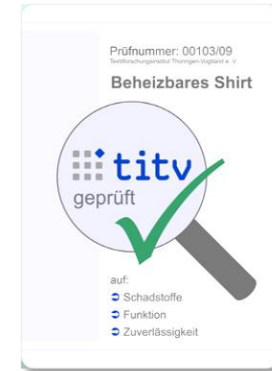 Prüfnummer: 00103/09
Textilforschungsinstitut Thüringen-Vogtland e. V.
Beheizbares Shirt
titv
geprüft
auf:
Schadstoffe
Funktion
Zuverlässigkeit